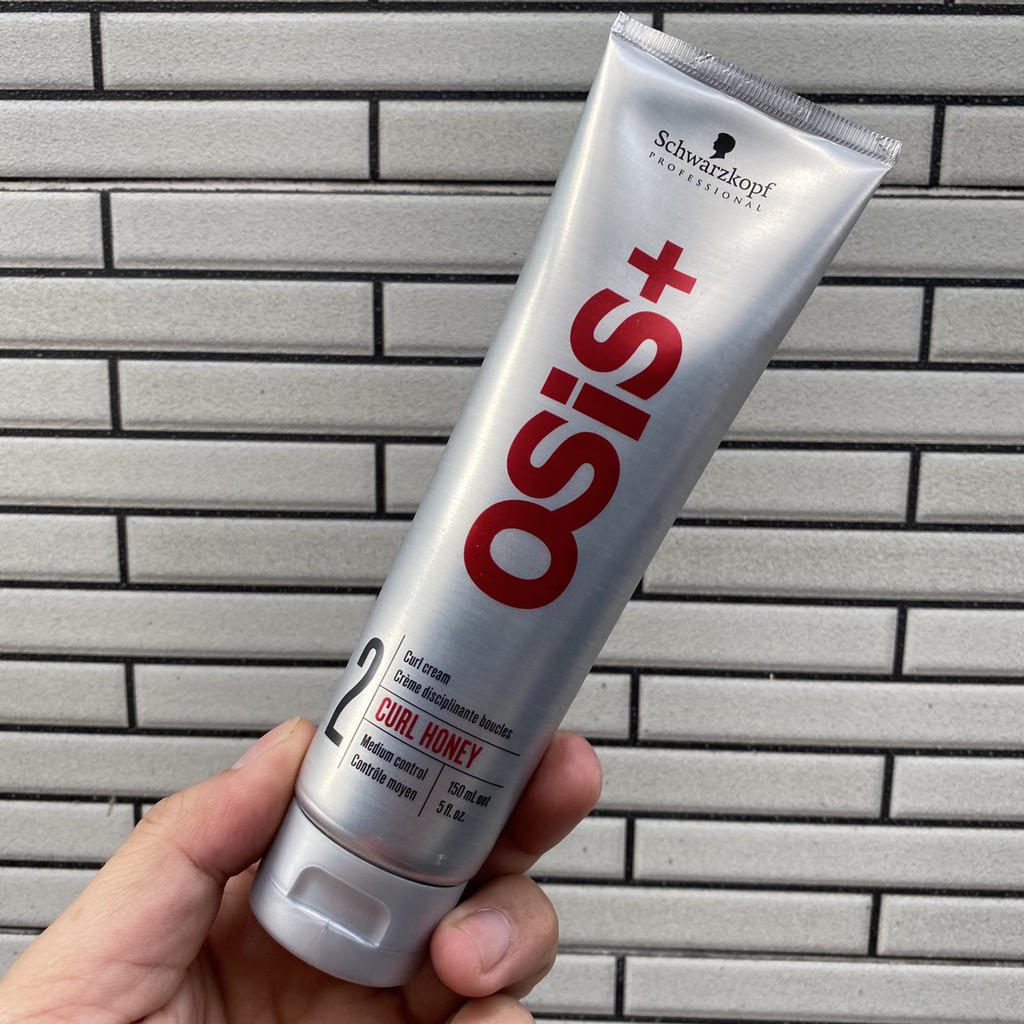 Schwarzkopf
PROFESSIONAL
OSiS+
2
Curl cream
Crème disciplinante boucles
CURL HONEY
Medium control
Contrôle moyen
150 mL net
5 fl. oz.